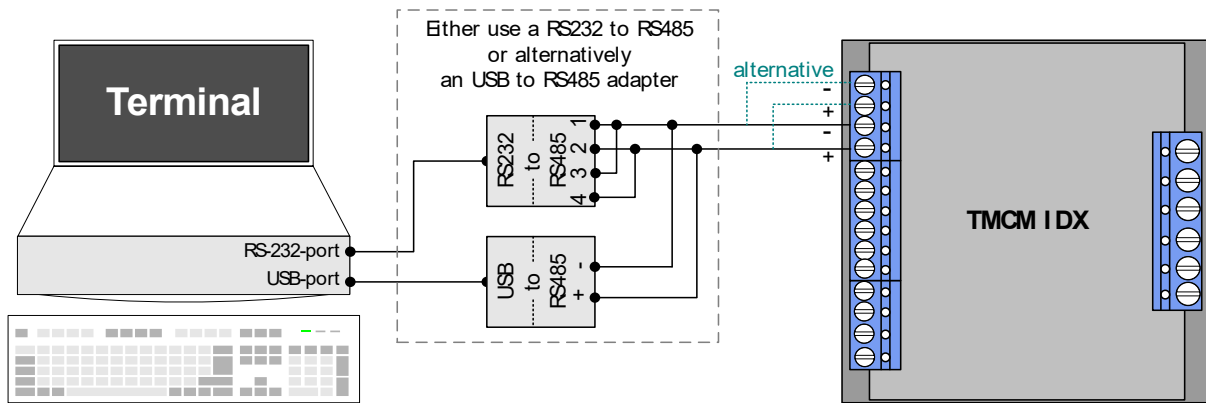 Either use a RS232 to RS485
or alternatively
an USB to RS485 adapter
Terminal
RS-232-port
USB-port
RS232
to
RS485
1
2
3
4
USB
to
RS485
-
+
alternative
-
+
-
+
TMCM IDX